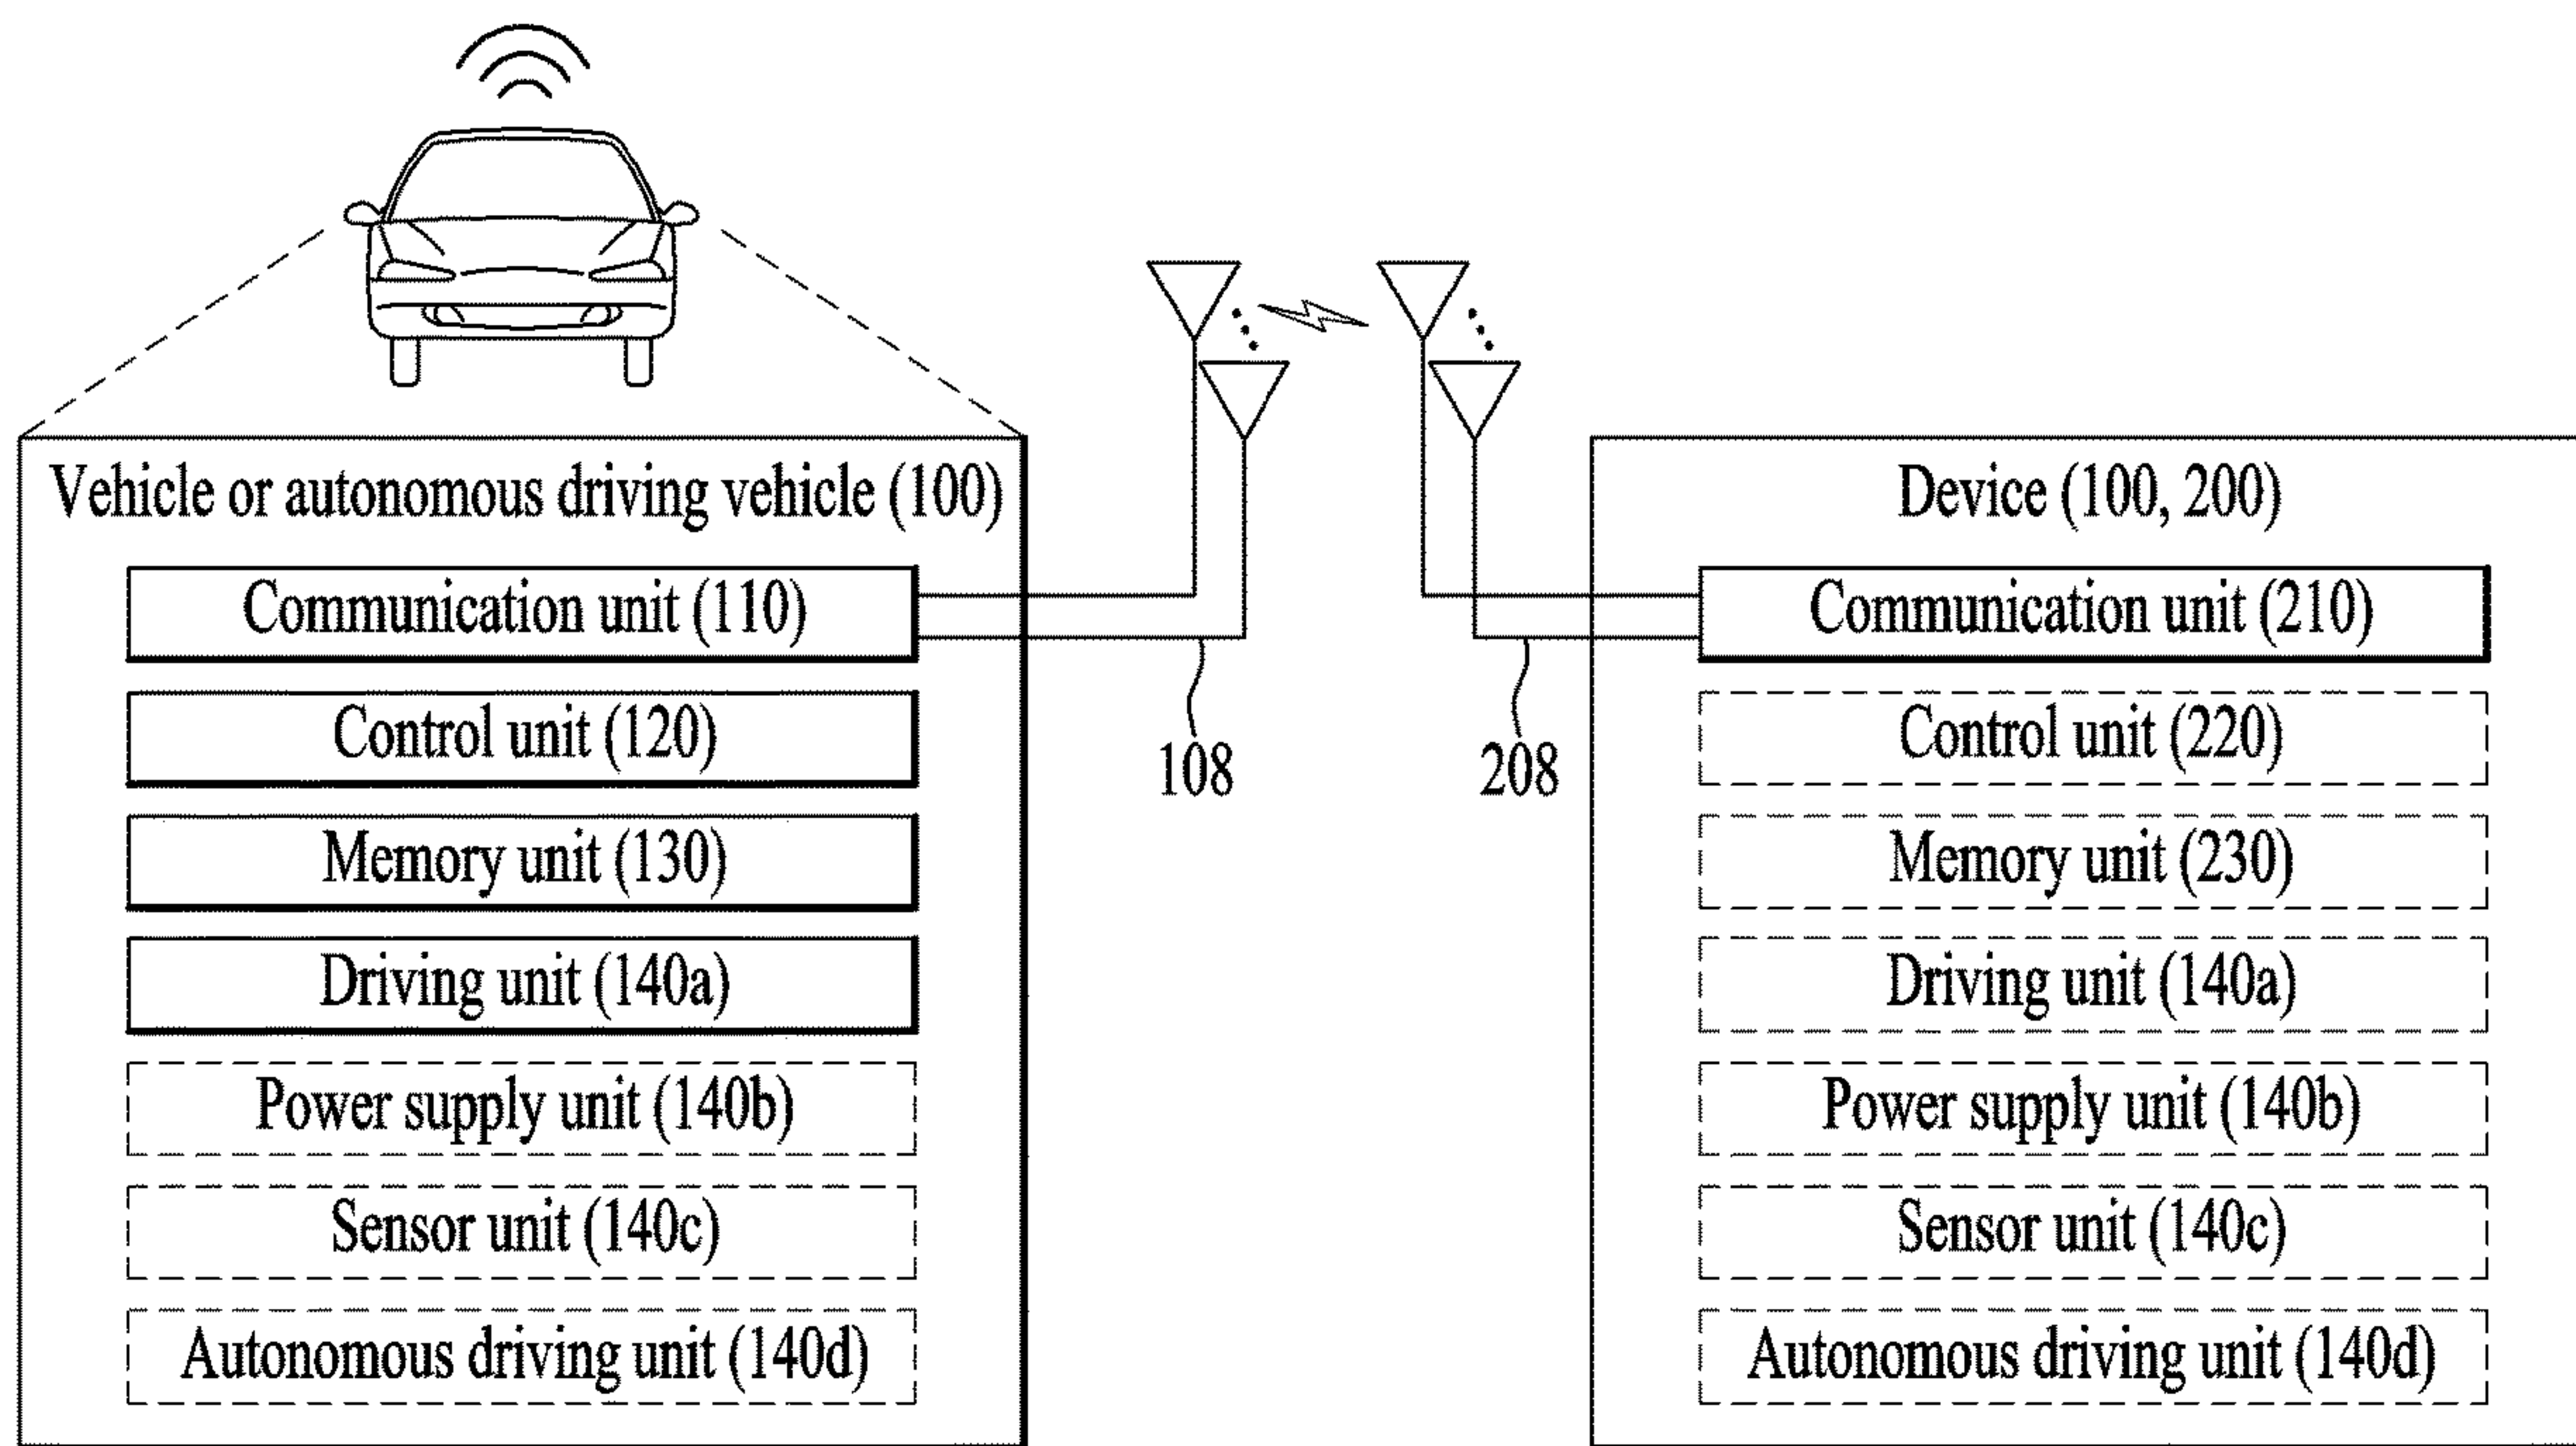 Vehicle or autonomous driving vehicle (100)
Communication unit (110)
Control unit (120)
Memory unit (130)
Driving unit (140a)
Power supply unit (140b)
Sensor unit (140c)
Autonomous driving unit (140d)
108
208
Device (100, 200)
Communication unit (210)
Control unit (220)
Memory unit (230)
Driving unit (140a)
Power supply unit (140b)
Sensor unit (140c)
Autonomous driving unit (140d)